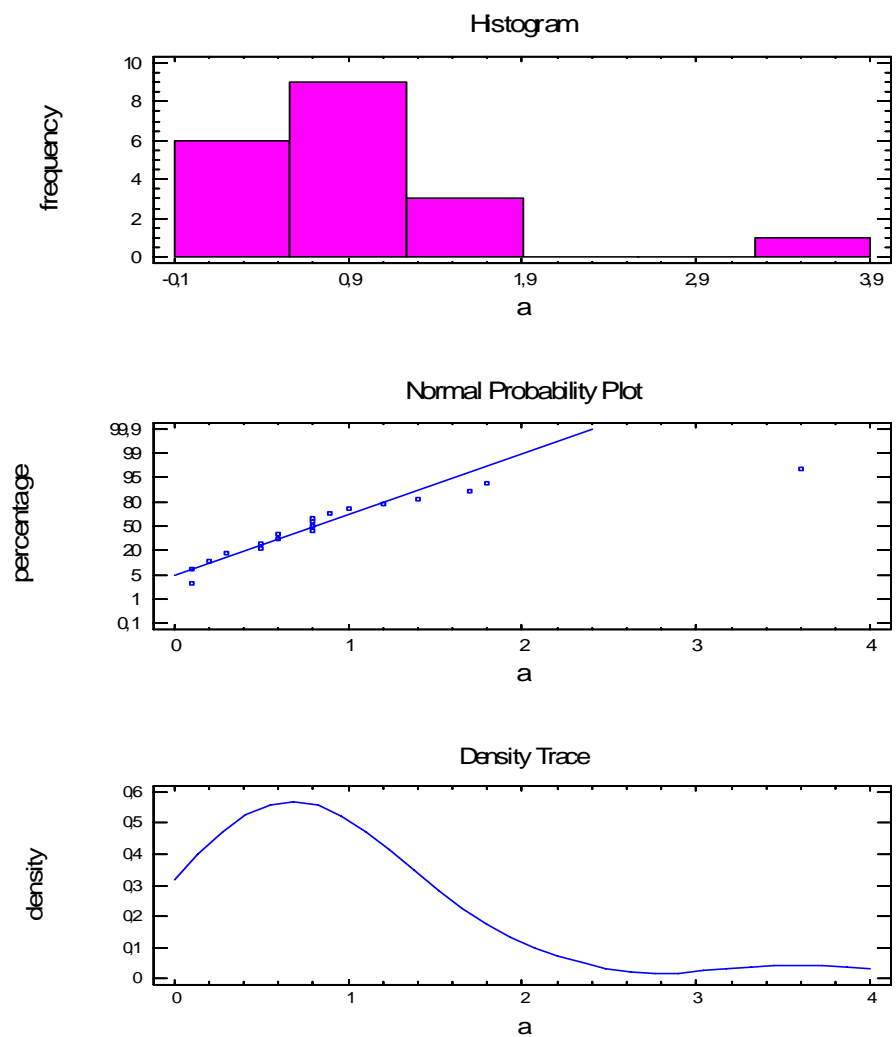 Histogram
frequency
10
8
6
4
2
0
-0,1 0,9 1,9 2,9 3,9
a
Normal Probability Plot
percentage
99,9
99
95
80
50
20
5
1
0,1
0 1 2 3 4
a
Density Trace
density
0,6
0,5
0,4
0,3
0,2
0,1
0
0 1 2 3 4
a